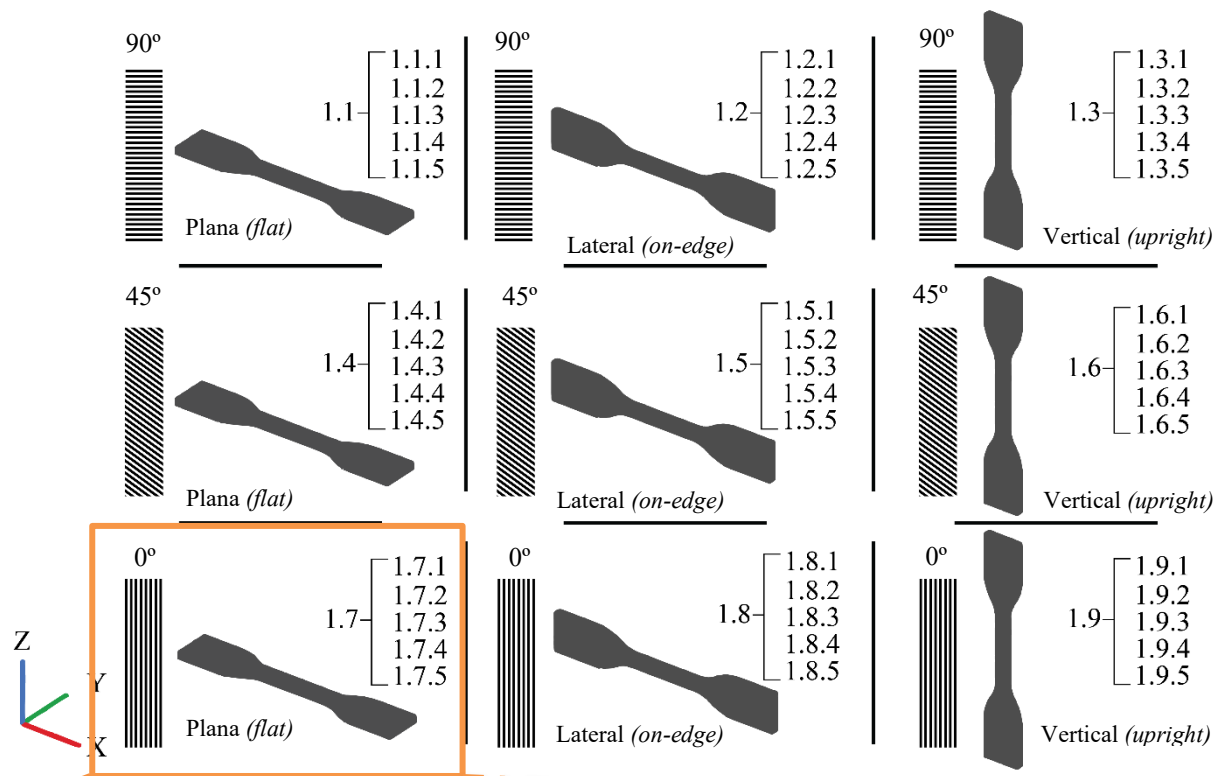 90º
1.1
1.1.1
1.1.2
1.1.3
1.1.4
1.1.5
Plana (flat)
90º
1.2
1.2.1
1.2.2
1.2.3
1.2.4
1.2.5
Lateral (on-edge)
90º
1.3
1.3.1
1.3.2
1.3.3
1.3.4
1.3.5
Vertical (upright)
45º
1.4
1.4.1
1.4.2
1.4.3
1.4.4
1.4.5
Plana (flat)
45º
1.5
1.5.1
1.5.2
1.5.3
1.5.4
1.5.5
Lateral (on-edge)
45º
1.6
1.6.1
1.6.2
1.6.3
1.6.4
1.6.5
Vertical (upright)
0º
1.7
1.7.1
1.7.2
1.7.3
1.7.4
1.7.5
Plana (flat)
0º
1.8
1.8.1
1.8.2
1.8.3
1.8.4
1.8.5
Lateral (on-edge)
0º
1.9
1.9.1
1.9.2
1.9.3
1.9.4
1.9.5
Vertical (upright)
Z
Y
X